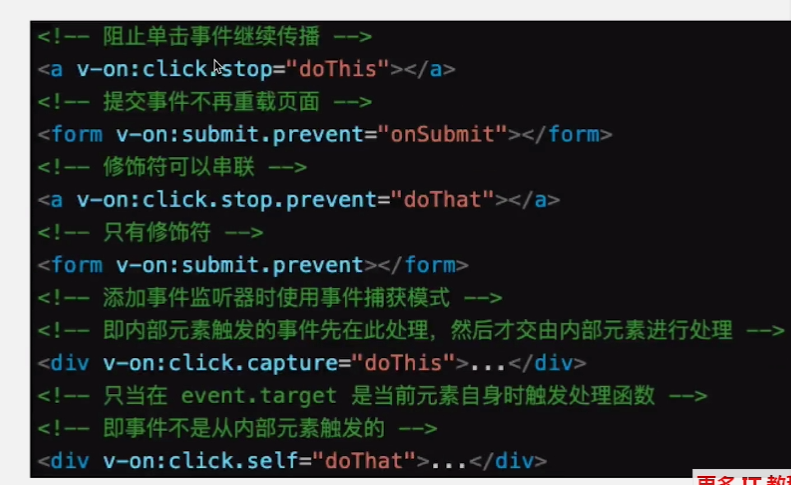 <!-- 阻止单击事件继续传播 -->
<a v-on:click.stop="doThis"></a>
<!-- 提交事件不再重载页面 -->
<form v-on:submit.prevent="onSubmit"></form>
<!-- 修饰符可以串联 -->
<a v-on:click.stop.prevent="doThat"></a>
<!-- 只有修饰符 -->
<form v-on:submit.prevent></form>
<!-- 添加事件监听器时使用事件捕获模式 -->
<!-- 即内部元素触发的事件先在此处理，然后才交由内部元素进行处理 -->
<div v-on:click.capture="doThis">...</div>
<!-- 只当在 event.target 是当前元素自身时触发处理函数 -->
<!-- 即事件不是从内部元素触发的 -->
<div v-on:click.self="doThat">...</div>
更多 IT 教